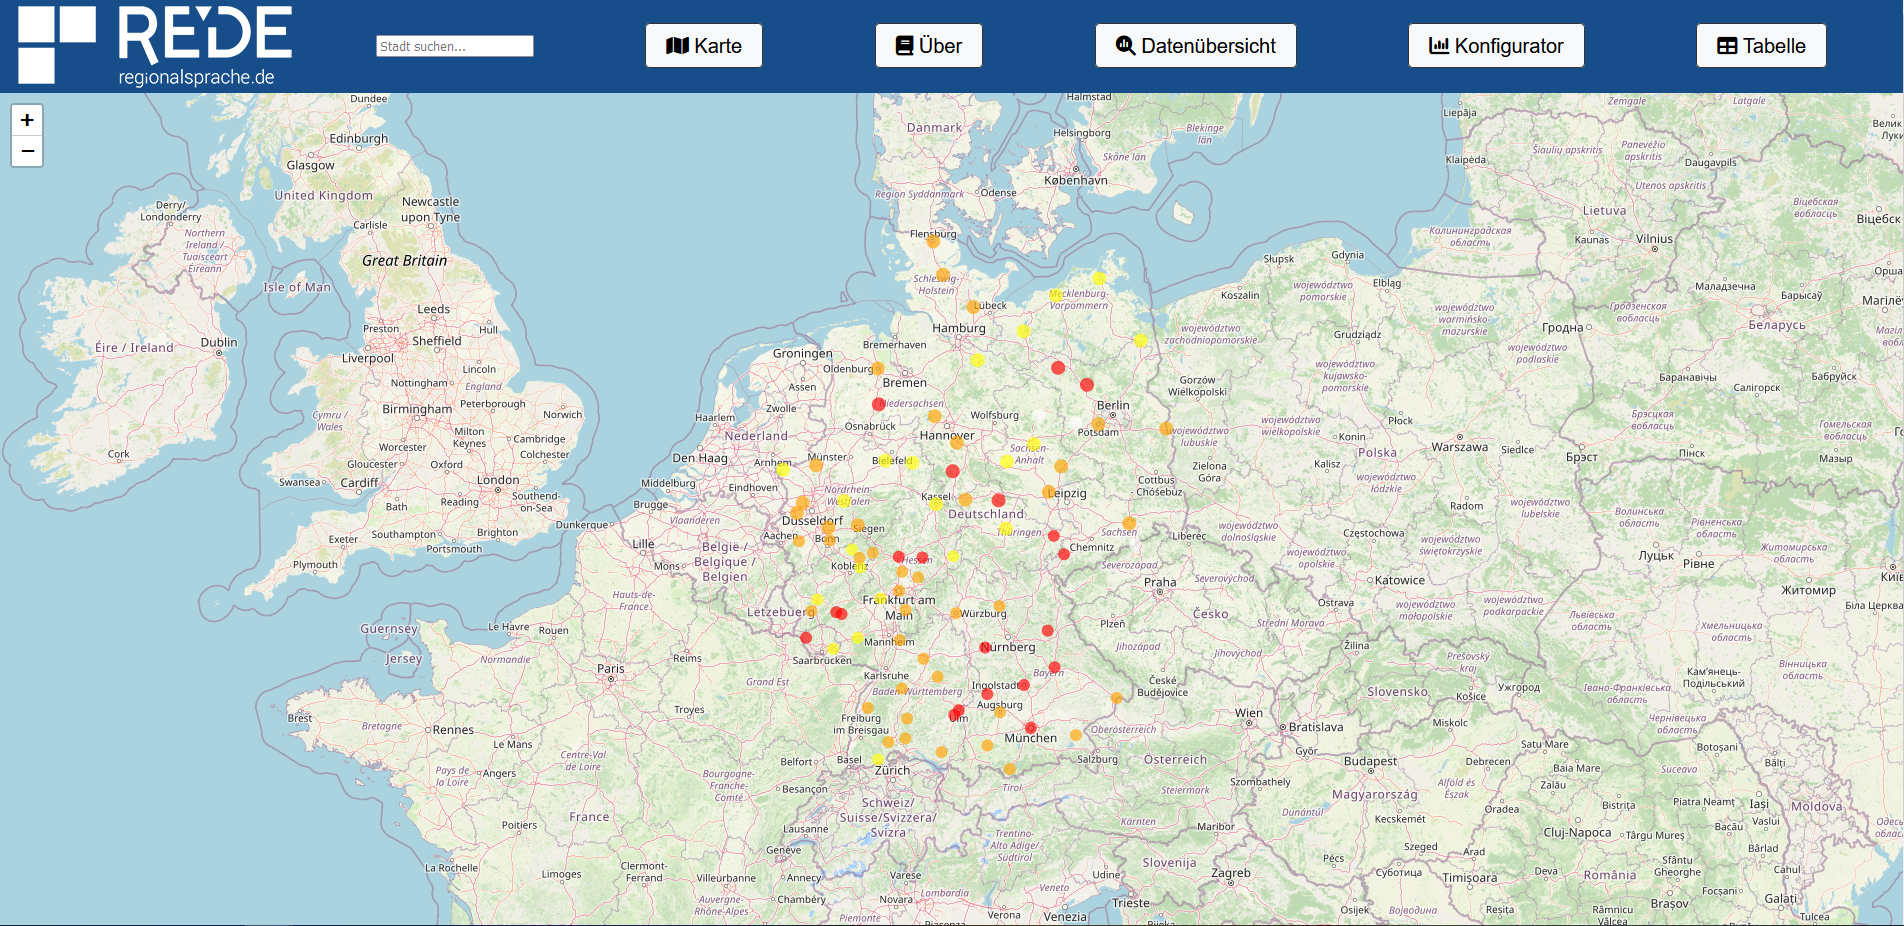 REDE
regionalsprache.de
Stadt suchen...
Karte
Über
Datenübersicht
Konfigurator
Tabelle
+
−
Dundee
Edinburgh
Glasgow
United Kingdom
Newcastle
upon Tyne
Derry/
Londonderry
Carlisle
Northern
Ireland /
Tuaisceart
Éireann
Great Britain
Isle of Man
Leeds
Preston
Hull
Sheffield
Éire / Ireland
Dublin
Liverpool
Lincoln
Nottingham
England
Birmingham
Peterborough
Norwich
Cymru /
Wales
Milton
Keynes
Cambridge
Worcester
Colchester
Cork
Gloucester
Oxford
Swansea
Cardiff
London
Southend-
on-Sea
Reading
Bath
Brighton
Exeter
Southampton
Portsmouth
Plymouth
Dunkerque
Halmstad
Danmark
Helsingborg
Blekinge
län
Skåne län
København
Region Syddanmark
Odense
Flensburg
Schleswig-
Holstein
Lübeck
Mecklenburg-
Vorpommern
Hamburg
Bremerhaven
Groningen
Oldenburg
Bremen
Assen
Niedersachsen
Wolfsburg
Berlin
Zwolle
Haarlem
Osnabrück
Hannover
Potsdam
Nederland
Den Haag
Arnhem
Münster
Bielefeld
Sachsen-
Anhalt
Middelburg
Eindhoven
Nordrhein-
Westfalen
Kassel
Leipzig
Cottbus
- Chóśebuz
Brugge
Vlaanderen
Düsseldorf
Siegen
Deutschland
Thüringen
Sachsen
Aachen
Bonn
Lille
België /
Belgique /
Belgien
Mons
Koblenz
Hessen
Chemnitz
Liberec
Severozápad
Severovýchod
Praha
Hauts-de-
France
Lëtzebuerg
Frankfurt am
Main
Würzburg
Plzeň
Česko
Střední Morava
Ostrava
Guernsey
Le Havre
Rouen
Jersey
Mannheim
Nürnberg
Jihozápad
Jihovýchod
Saarbrücken
Normandie
Paris
Reims
Karlsruhe
Ingolstadt
Bayern
Grand Est
Baden-Württemberg
Augsburg
České
Budějovice
Brest
Bretagne
Troyes
Freiburg
im Breisgau
Ulm
Wien
Bratislava
Rennes
Le Mans
München
Oberösterreich
Centre-Val
de Loire
Belfort
Basel
Zürich
Salzburg
Österreich
Győr
Budapest
Pays de
la Loire
Angers
Bourgogne-
Franche-
Comté
Besançon
Tirol
Steiermark
Szombathely
Magyarország
France
Poitiers
Lausanne
Schweiz/
Suisse/Svizzera/
Svizra
Kärnten
Maribor
Dunántúl
Kecskemét
Genève
Trentino-
Alto Adige/
Südtirol
La Rochelle
Limoges
Clermont-
Ferrand
Villeurbanne
Annecy
Chambéry
Varese
Novara
Lombardia
Veneto
Udine
Slovenija
Zagreb
Pécs
Szeged
Auvergne-
Rhône-Alpes
Piemonte
Verona
Venezia
Trieste
Osijek
Zemgale
Latgale
Liepāja
Šiaulių apskritis
Panevėžio
apskritis
Daugavpils
Klaipėda
Utenos apskritis
Віцебская
вобласць
Lietuva
Kaunas
Vilnius
Калининградская
область
Słupsk
Gdynia
Koszalin
Elbląg
województwo
pomorskie
Гродзенская
вобласць
Маладзечна
Барысаў
województwo
zachodniopomorskie
Grudziądz
województwo
warmińsko-
mazurskie
Гродна
Беларусь
województwo
podlaskie
Gorzów
Wielkopolski
województwo
kujawsko-
pomorskie
Баранавічы
Бабруйск
Салігорск
województwo
lubuskie
województwo
wielkopolskie
Płock
województwo
mazowieckie
Брэсцкая
вобласць
Гомельская
вобласць
Konin
Polska
Warszawa
Siedlce
Брэст
Пінск
Мазыр
Zielona
Góra
Kalisz
województwo
łódzkie
Radom
województwo
lubelskie
Волинська
область
Рівненська
область
województwo
dolnośląskie
Częstochowa
województwo
świętokrzyskie
Луцьк
Рівне
Житомирська
область
województwo
opolskie
Katowice
Житомир
województwo
małopolskie
województwo
podkarpackie
Львівська
область
Біла Церква
Хмельницька
область
Žilina
Prešovský
kraj
Вінницька
область
Slovensko
Košice
Ужгород
Івано-Франківська
область
Кам'янець-
Подільський
Miskolc
Чернівецька
область
Satu Mare
Botoșani
Bălți
Debrecen
Baia Mare
Suceava
Alföld és
Észak
Zalău
Oradea
Bistrița
Piatra Neamț
Iași
Moldova
Vaslui
Cluj-Napoca
Târgu Mureș
Bacău
Bârlad
Arad
Суботица
Timișoara
Deva
România
Sfântu
Gheorghe
Cahul
Focșani
Galați
Војводина
Reșița
Râmnicu
Vâlcea
Brașov
Tulcea